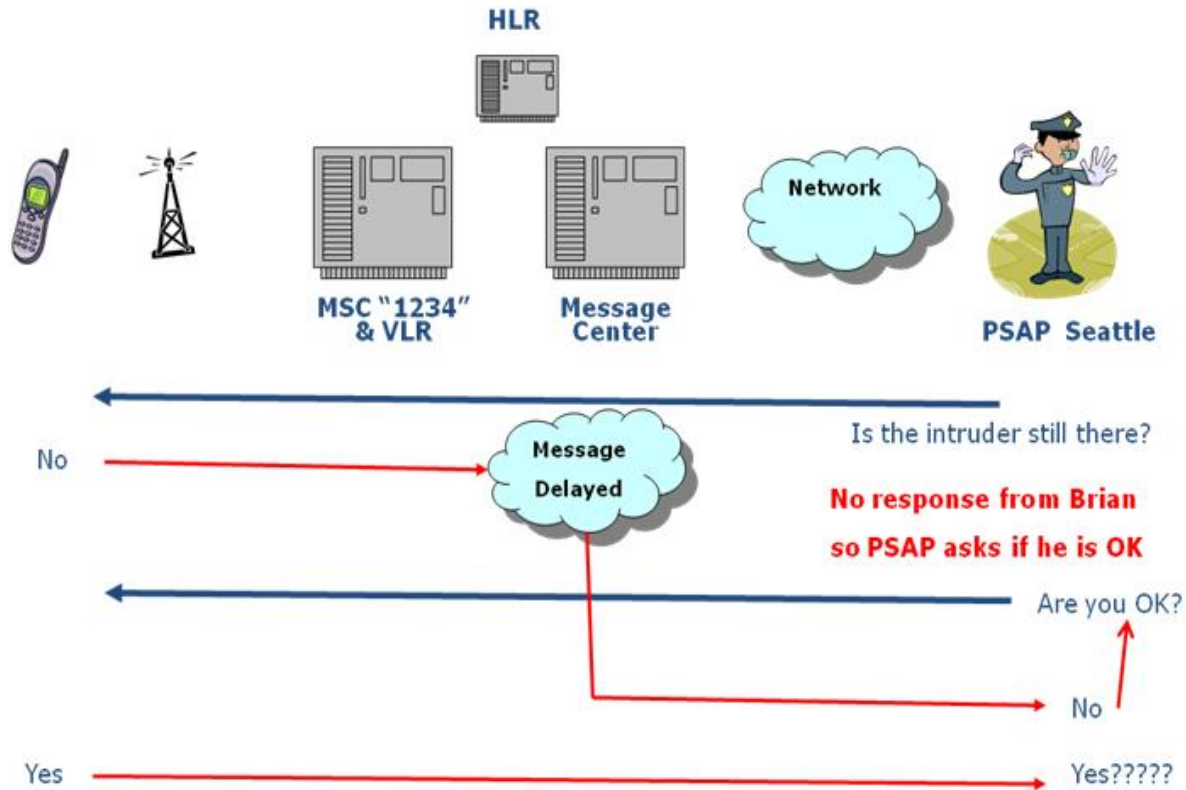 HLR
Network
MSC "1234"
& VLR
Message
Center
PSAP Seattle
Is the intruder still there?
No
Message
Delayed
No response from Brian
so PSAP asks if he is OK
Are you OK?
No
Yes
Yes?????